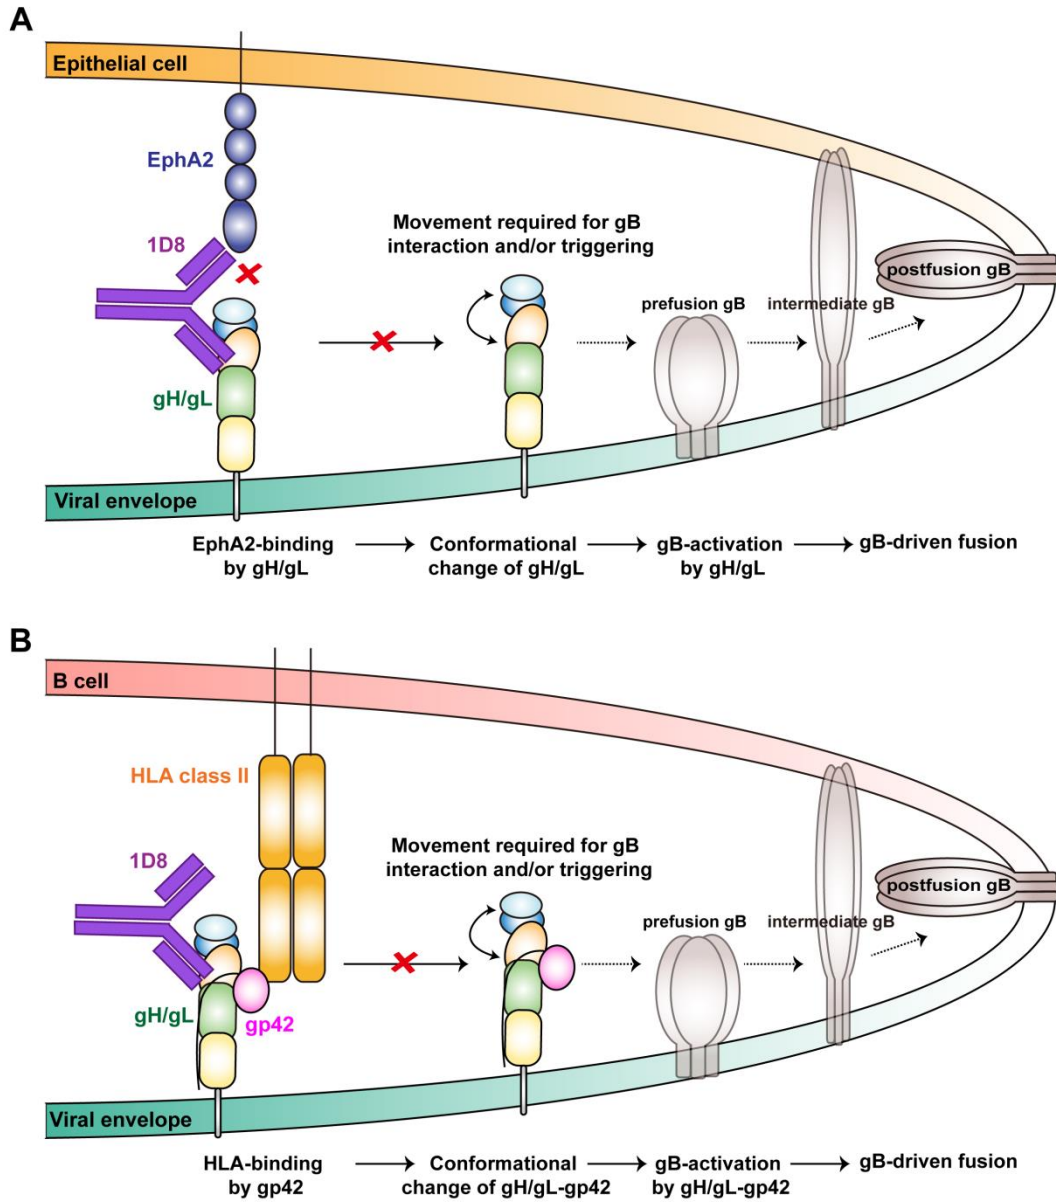 A
Epithelial cell
EphA2
1D8
Movement required for gB
interaction and/or triggering
prefusion gB
intermediate gB
postfusion gB
gH/gL
Viral envelope
EphA2-binding
by gH/gL
Conformational
change of gH/gL
gB-activation
by gH/gL
gB-driven fusion
B
B cell
HLA class II
1D8
Movement required for gB
interaction and/or triggering
prefusion gB
intermediate gB
postfusion gB
gH/gL
gp42
Viral envelope
HLA-binding
by gp42
Conformational
change of gH/gL-gp42
gB-activation
by gH/gL-gp42
gB-driven fusion